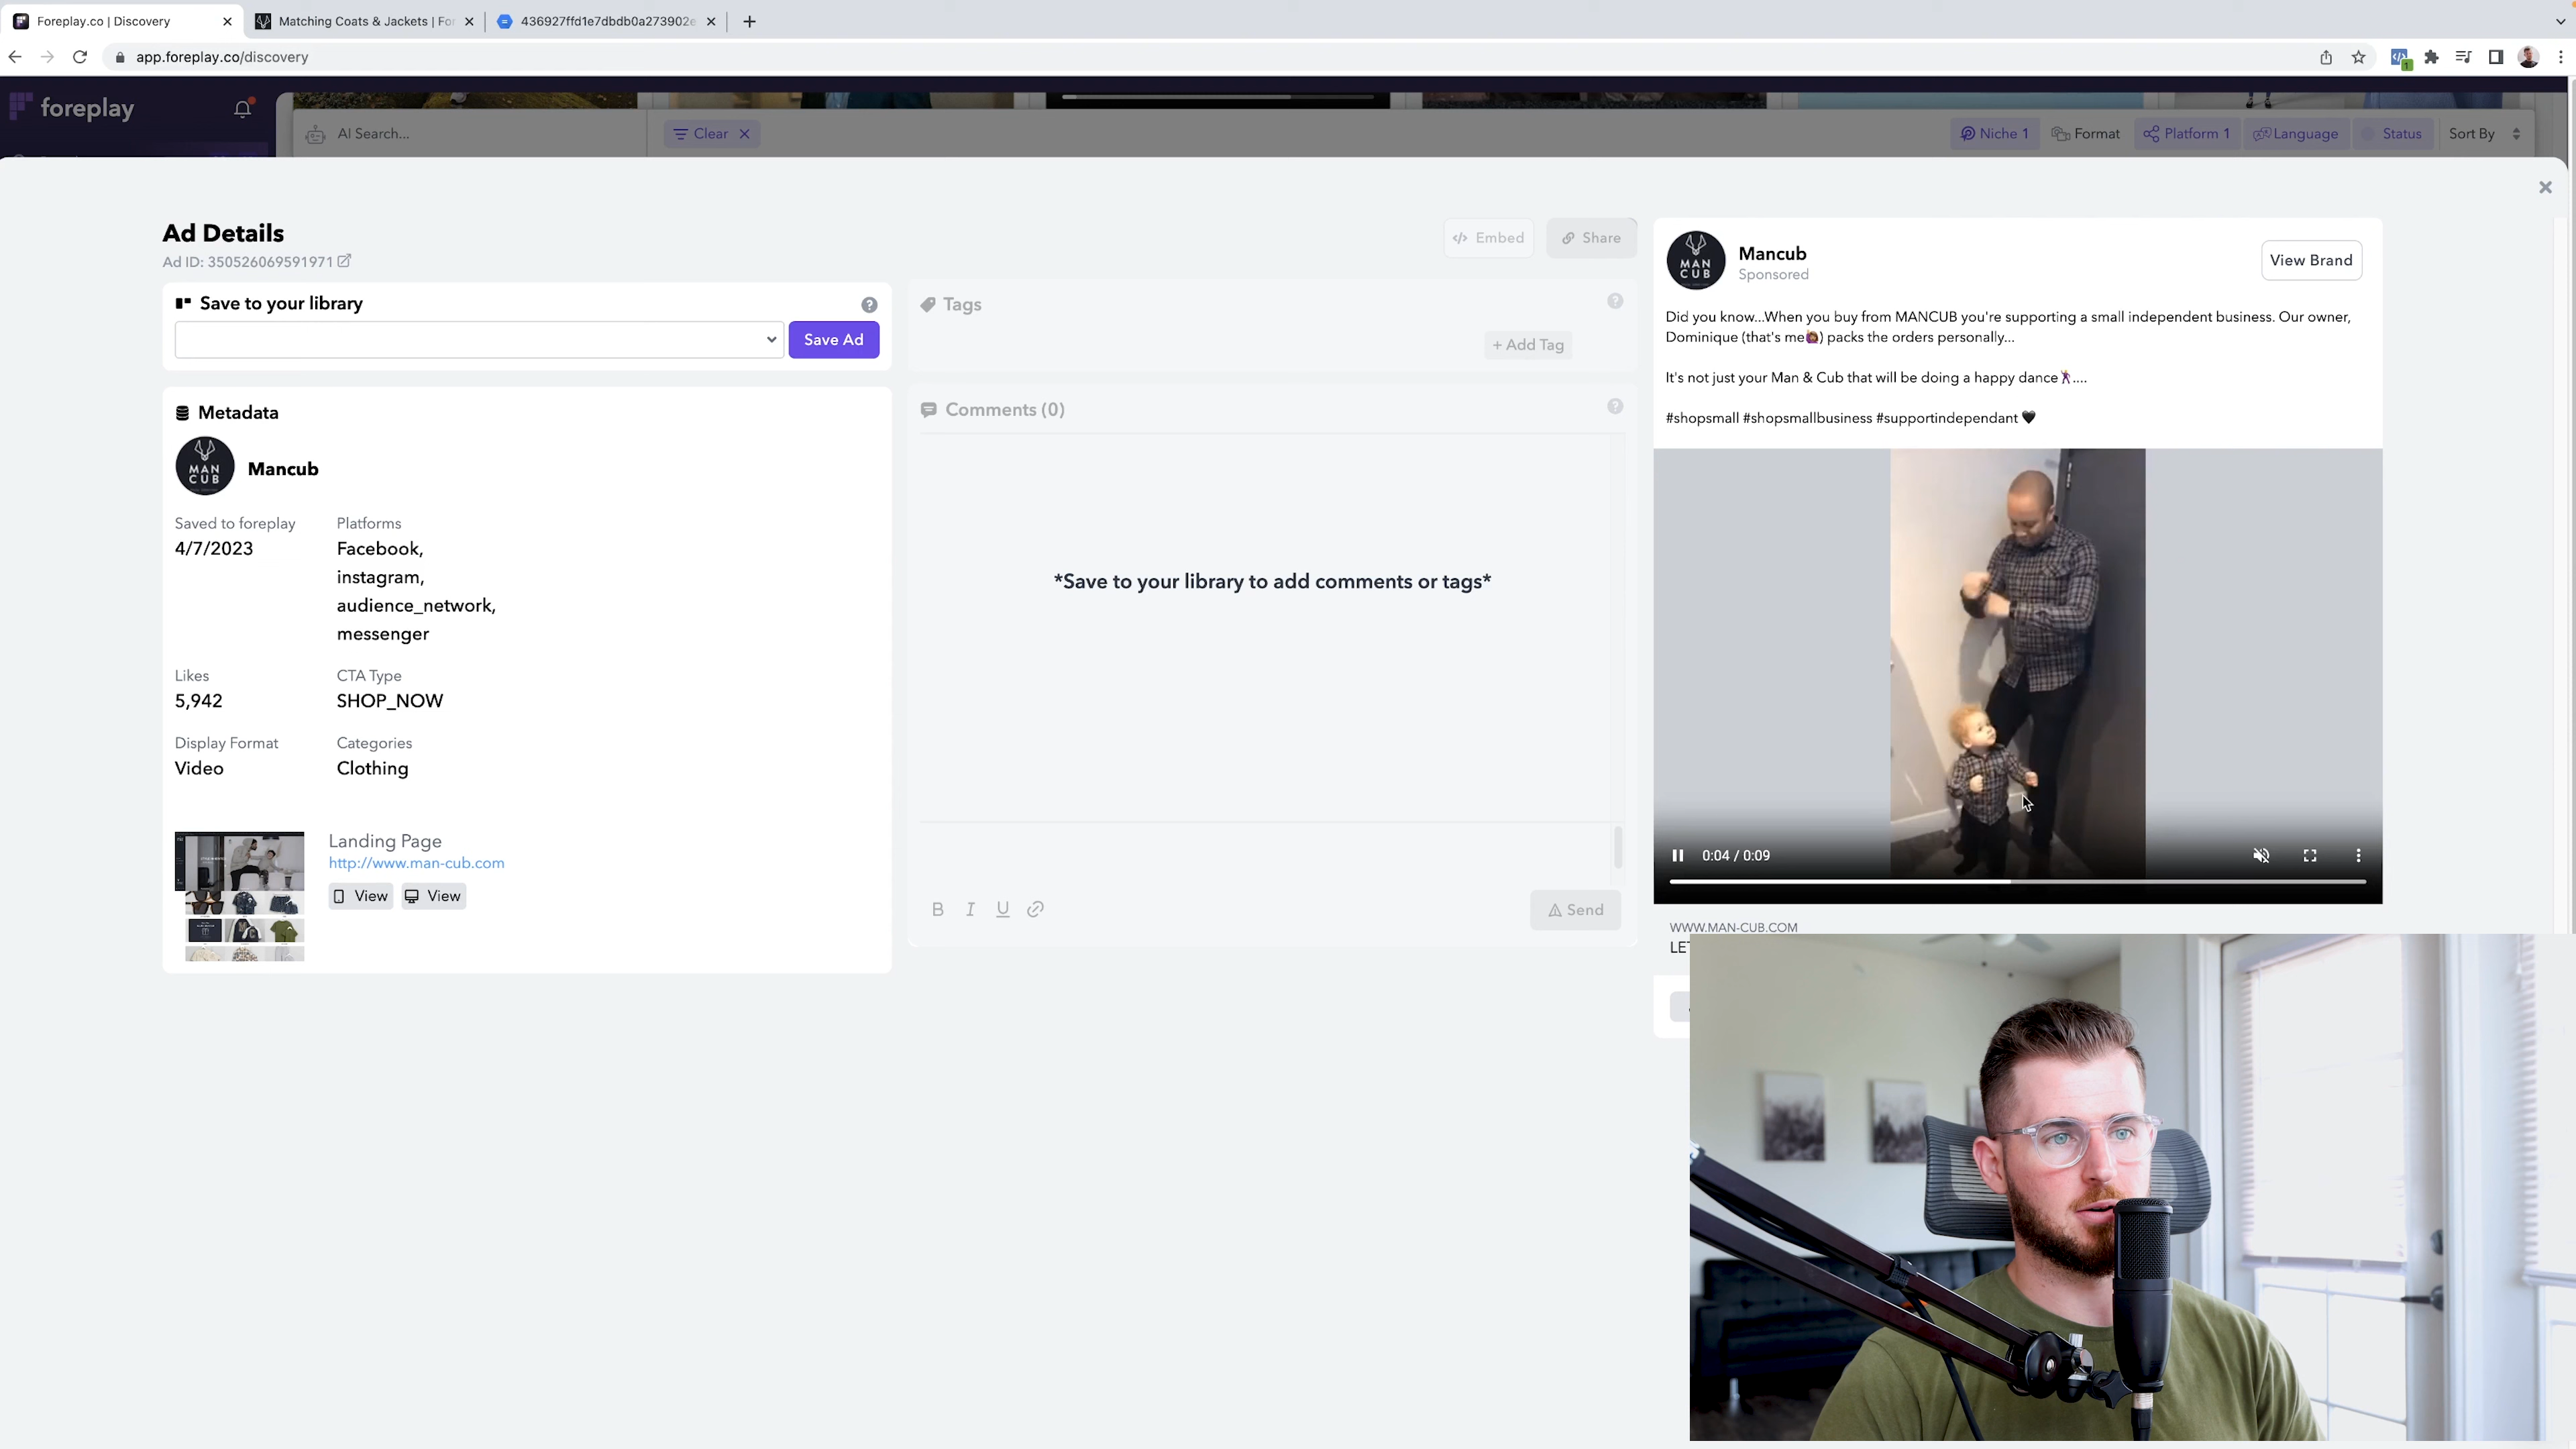 Foreplay.co | Discovery
Matching Coats & Jackets | For
436927ffd1e7dbdb0a273902e
app.foreplay.co/discovery
1
foreplay
AI Search...
Clear
Niche 1
Format
Platform 1
Language
Status
Sort By
Ad Details
Ad ID: 350526069591971
Embed
Share
Save to your library
Save Ad
Metadata
MAN
CUB
Mancub
Saved to foreplay
4/7/2023
Platforms
Facebook,
instagram,
audience_network,
messenger
Likes
5,942
CTA Type
SHOP_NOW
Display Format
Video
Categories
Clothing
Landing Page
http://www.man-cub.com
View
View
Tags
+ Add Tag
Comments (0)
*Save to your library to add comments or tags*
B I U
Send
MAN
CUB
Mancub
Sponsored
View Brand
Did you know...When you buy from MANCUB you're supporting a small independent business. Our owner,
Dominique (that's me🙋🏽‍♀️) packs the orders personally...
It's not just your Man & Cub that will be doing a happy dance🕺....
#shopsmall #shopsmallbusiness #supportindependant 🖤
0:04 / 0:09
WWW.MAN-CUB.COM